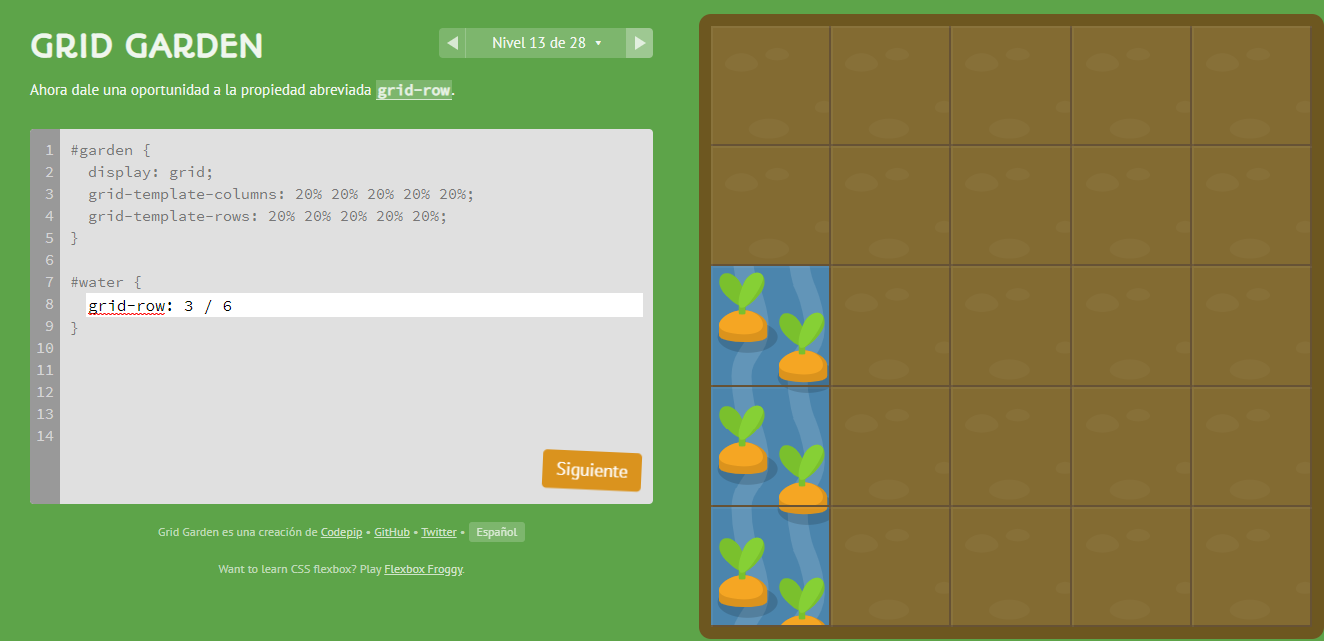 GRID GARDEN
Nivel 13 de 28
Ahora dale una oportunidad a la propiedad abreviada grid-row.
1 #garden {
2 display: grid;
3 grid-template-columns: 20% 20% 20% 20% 20%;
4 grid-template-rows: 20% 20% 20% 20% 20%;
5 }
6
7 #water {
8 grid-row: 3 / 6
9 }
10
11
12
13
14
Siguiente
Grid Garden es una creación de Codepip • GitHub • Twitter • Español
Want to learn CSS flexbox? Play Flexbox Froggy.